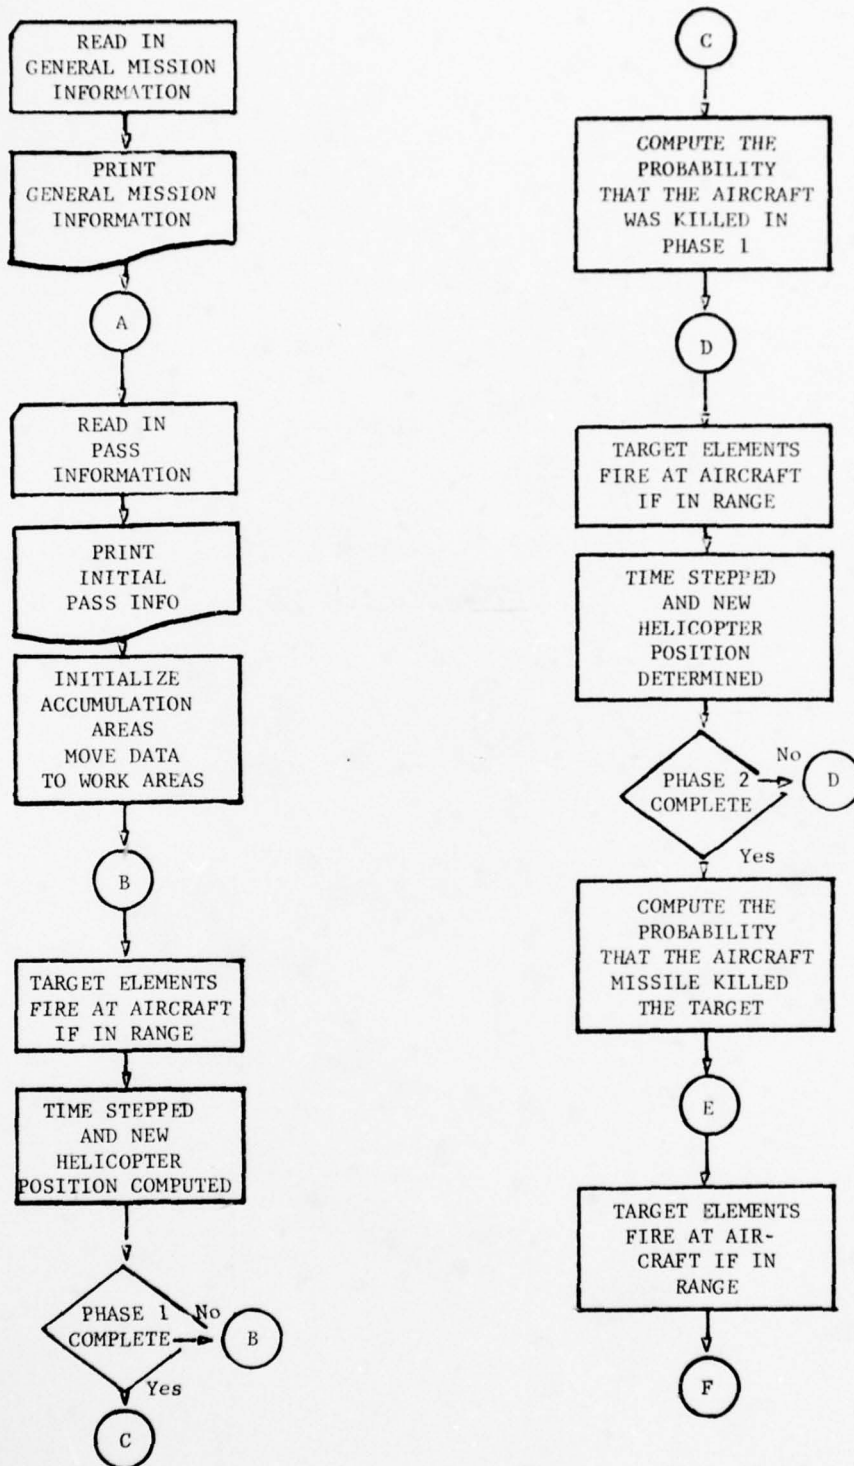 READ IN
GENERAL MISSION
INFORMATION
PRINT
GENERAL MISSION
INFORMATION
A
READ IN
PASS
INFORMATION
PRINT
INITIAL
PASS INFO
INITIALIZE
ACCUMULATION
AREAS
MOVE DATA
TO WORK AREAS
B
TARGET ELEMENTS
FIRE AT AIRCRAFT
IF IN RANGE
TIME STEPPED
AND NEW
HELICOPTER
POSITION COMPUTED
PHASE 1
COMPLETE
No
B
Yes
C
C
COMPUTE THE
PROBABILITY
THAT THE AIRCRAFT
WAS KILLED IN
PHASE 1
D
TARGET ELEMENTS
FIRE AT AIRCRAFT
IF IN RANGE
TIME STEPPED
AND NEW
HELICOPTER
POSITION
DETERMINED
PHASE 2
COMPLETE
No
D
Yes
COMPUTE THE
PROBABILITY
THAT THE AIRCRAFT
MISSILE KILLED
THE TARGET
E
TARGET ELEMENTS
FIRE AT AIR-
CRAFT IF IN
RANGE
F